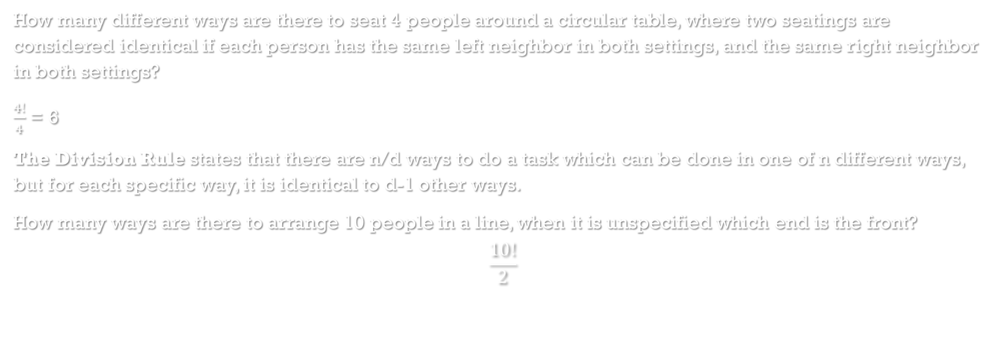 How many different ways are there to seat 4 people around a circular table, where two seatings are
considered identical if each person has the same left neighbor in both settings, and the same right neighbor
in both settings?
4!/4 = 6
The Division Rule states that there are n/d ways to do a task which can be done in one of n different ways,
but for each specific way, it is identical to d-1 other ways.
How many ways are there to arrange 10 people in a line, when it is unspecified which end is the front?
10!/2